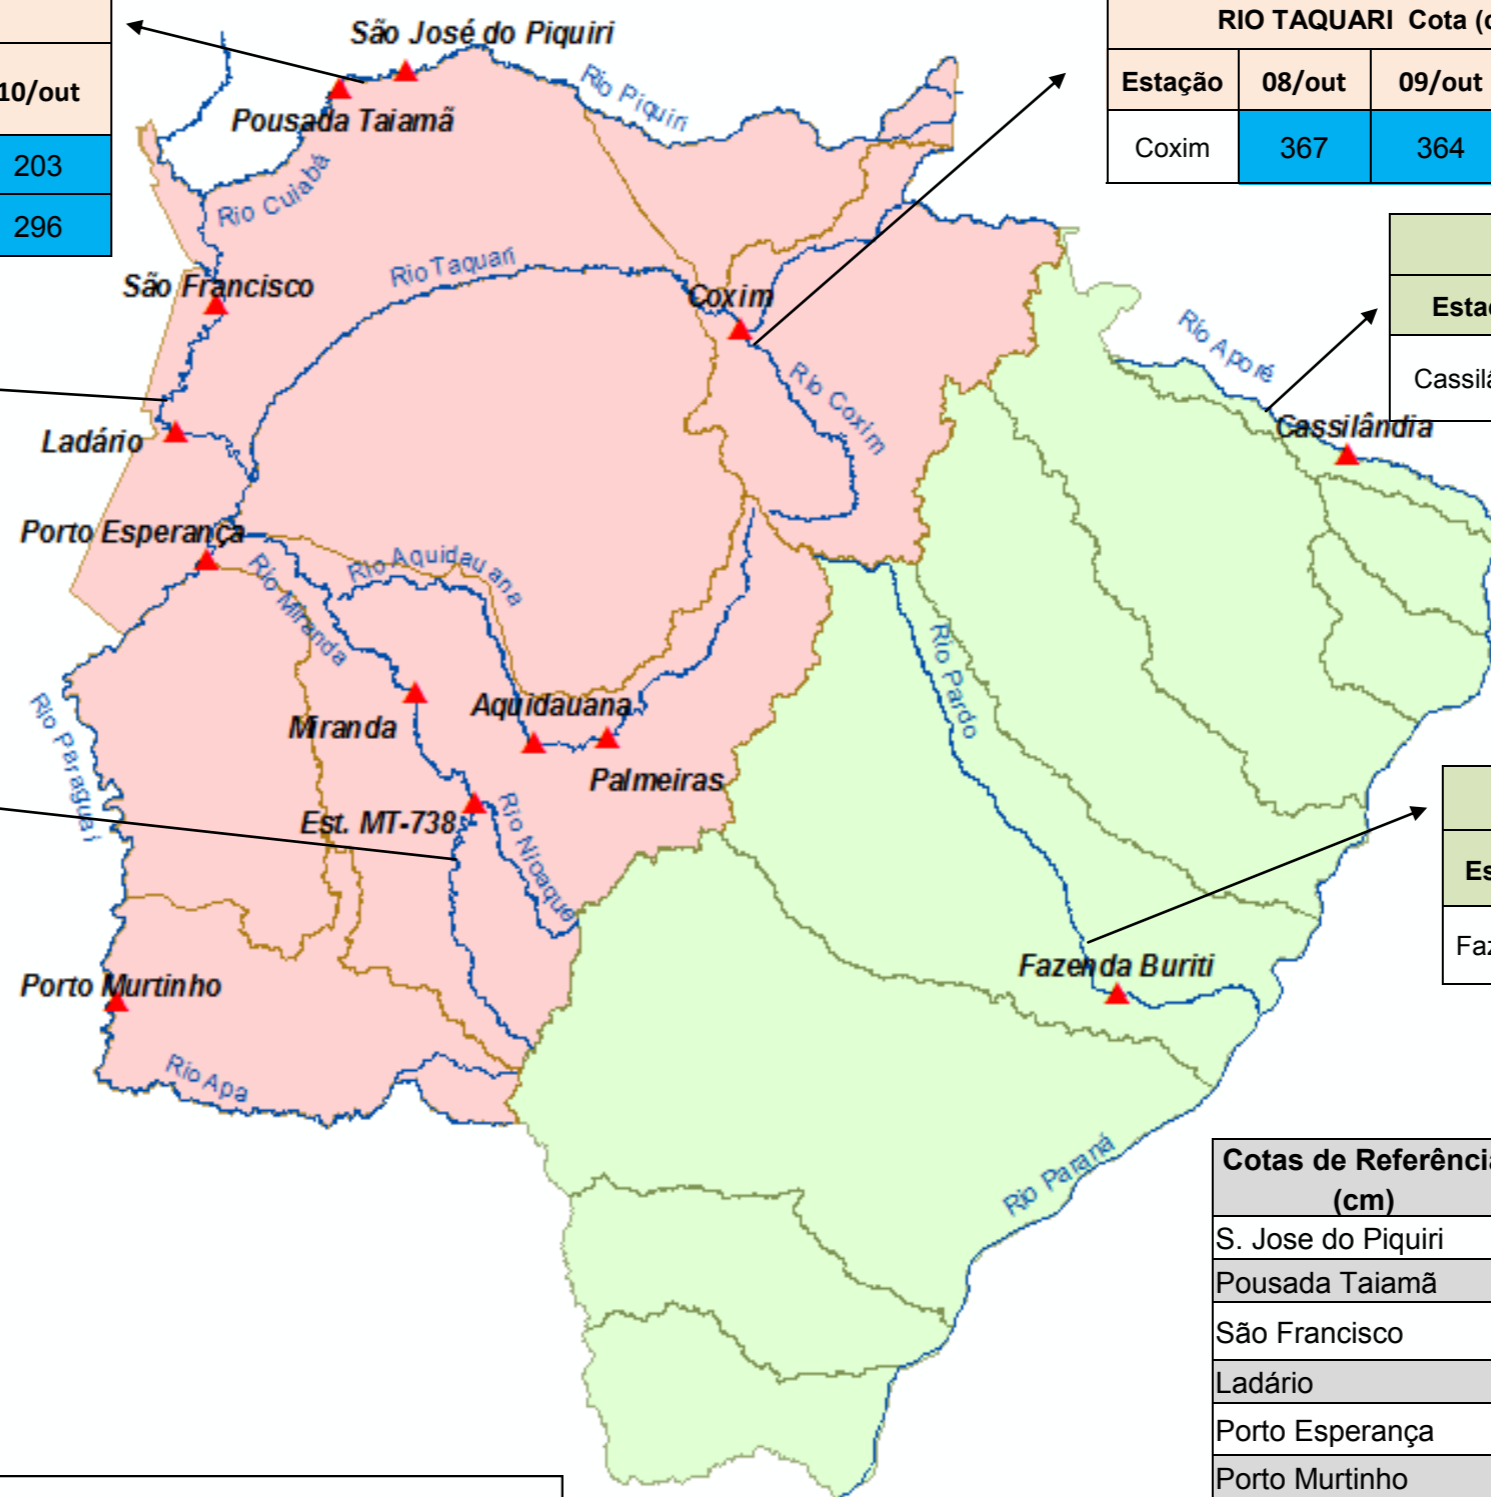 10/out
203
296
São José do Piquiri
Pousada Taiamã
Rio Piquiri
Rio Cuiabá
São Francisco
Rio Taquari
Coxim
Rio Coxim
Ladário
Porto Esperança
Rio Aquidauana
Rio Miranda
Rio Paraguai
Miranda
Aquidauana
Palmeiras
Est. MT-738
Rio Nioaque
Porto Murtinho
Rio Apa
Rio Pardo
Rio Aporé
Cassilândia
Fazenda Buriti
Rio Paraná
RIO TAQUARI Cota (c
Estação 08/out 09/out
Coxim 367 364
Esta
Cassilâ
Es
Faz
Cotas de Referência
(cm)
S. Jose do Piquiri
Pousada Taiamã
São Francisco
Ladário
Porto Esperança
Porto Murtinho